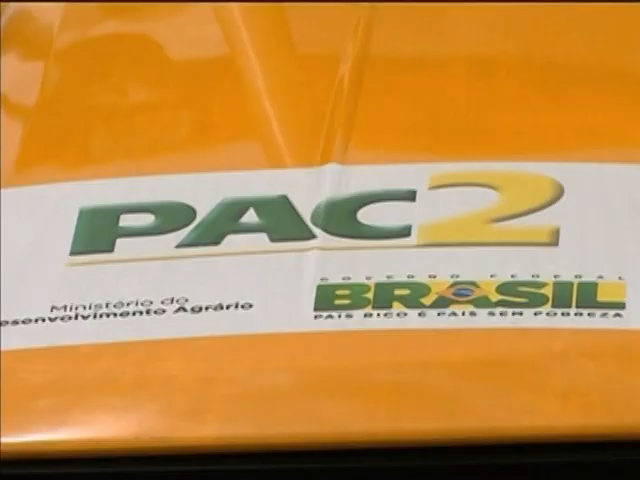 PAC2
Ministério do
esenvolvimento Agrário
GOVERNO FEDERAL
BRASIL
PAÍS RICO É PAÍS SEM POBREZA